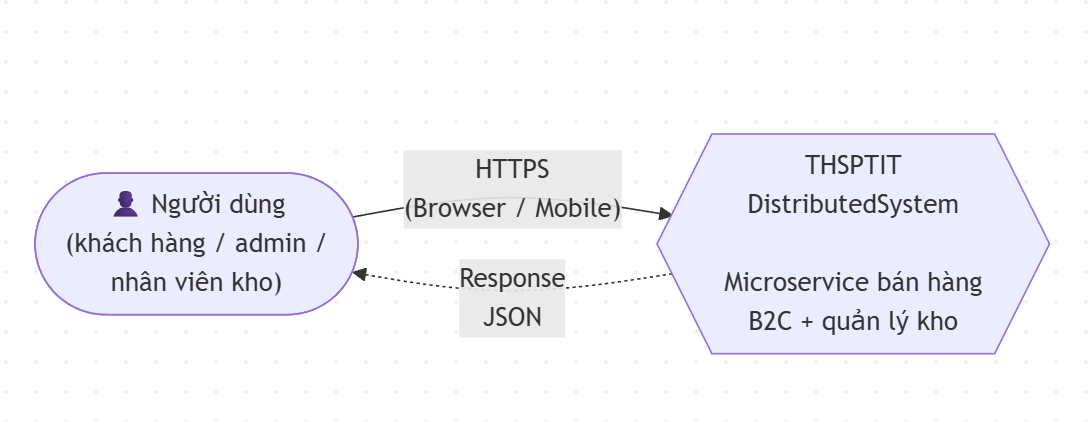 Người dùng
(khách hàng / admin /
nhân viên kho)
HTTPS
(Browser / Mobile)
Response
JSON
THSPTIT
DistributedSystem
Microservice bán hàng
B2C + quản lý kho